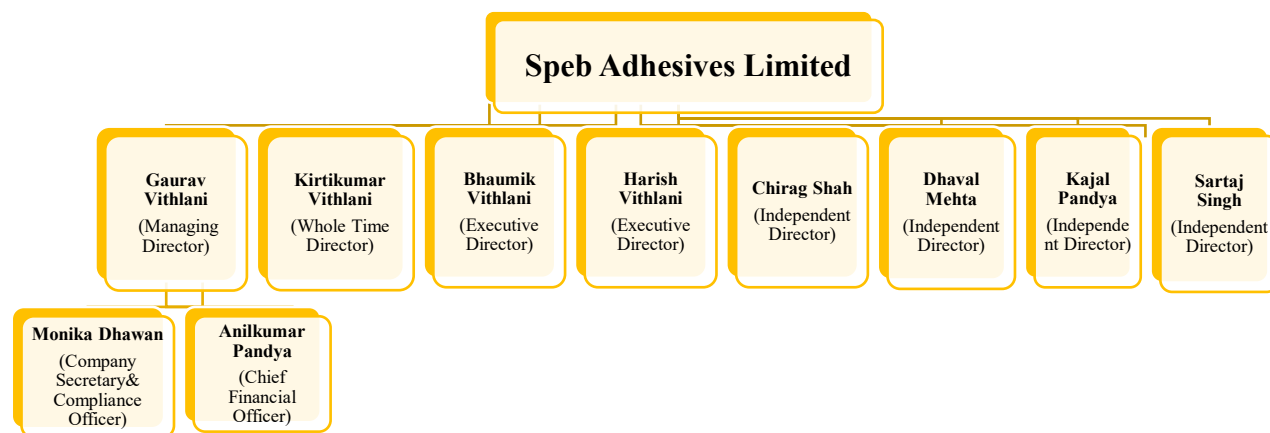 Speb Adhesives Limited
Gaurav
Vithlani
(Managing
Director)
Kirtikumar
Vithlani
(Whole Time
Director)
Bhaumik
Vithlani
(Executive
Director)
Harish
Vithlani
(Executive
Director)
Chirag Shah
(Independent
Director)
Dhaval
Mehta
(Independent
Director)
Kajal
Pandya
(Independe
nt Director)
Sartaj
Singh
(Independent
Director)
Monika Dhawan
(Company
Secretary&
Compliance
Officer)
Anilkumar
Pandya
(Chief
Financial
Officer)